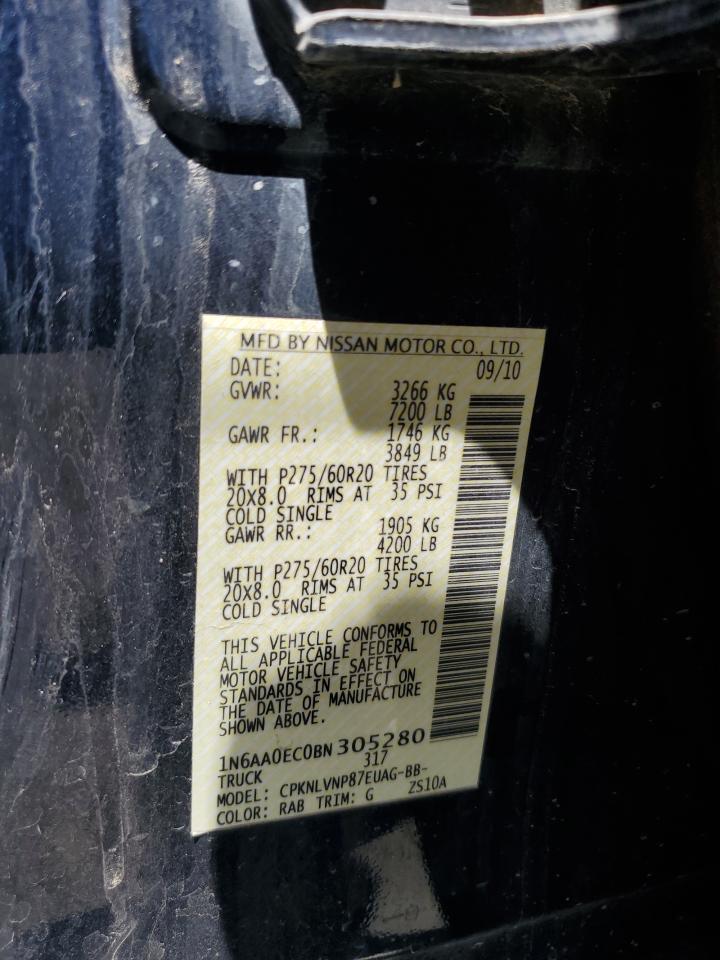 MFD BY NISSAN MOTOR CO., LTD.
DATE: 09/10
GVWR: 3266 KG
7200 LB
GAWR FR.: 1746 KG
3849 LB
WITH P275/60R20 TIRES
20X8.0 RIMS AT 35 PSI
COLD SINGLE
GAWR RR.: 1905 KG
4200 LB
WITH P275/60R20 TIRES
20X8.0 RIMS AT 35 PSI
COLD SINGLE
THIS VEHICLE CONFORMS TO
ALL APPLICABLE FEDERAL
MOTOR VEHICLE SAFETY
STANDARDS IN EFFECT ON
THE DATE OF MANUFACTURE
SHOWN ABOVE.
1N6AA0EC0BN305280
TRUCK 317
MODEL: CPKNLVNP87EUAG-BB-
COLOR: RAB TRIM: G ZS10A